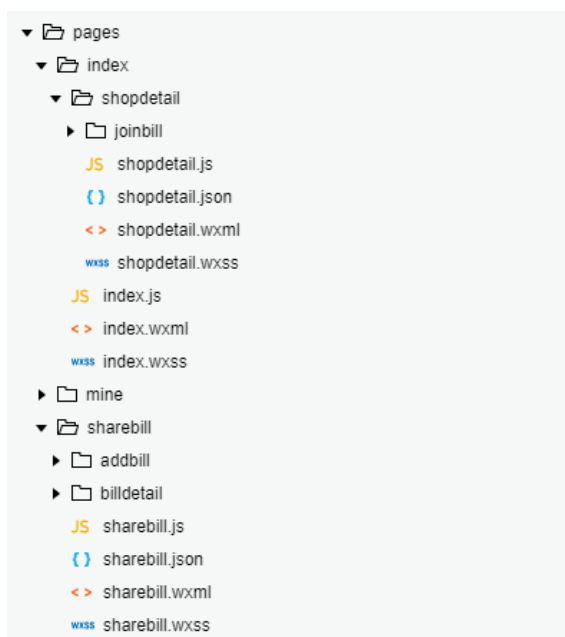 pages
index
shopdetail
joinbill
JS shopdetail.js
{ } shopdetail.json
< > shopdetail.wxml
wxss shopdetail.wxss
JS index.js
< > index.wxml
wxss index.wxss
mine
sharebill
addbill
billdetail
JS sharebill.js
{ } sharebill.json
< > sharebill.wxml
wxss sharebill.wxss